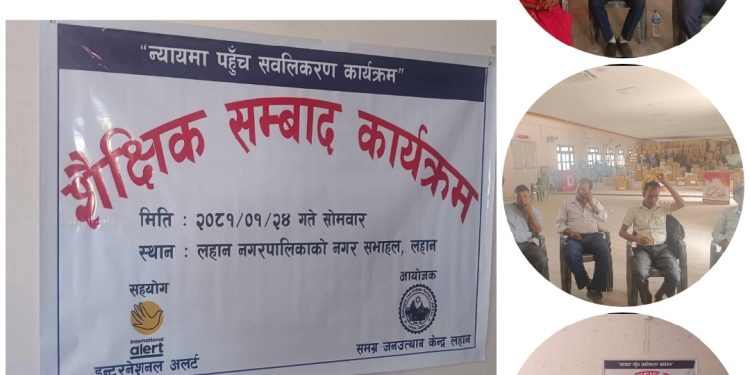 "न्यायमा पहुँच सवलिकरण कार्यक्रम"
शैक्षिक सम्बाद कार्यक्रम
मिति : २०८१/०१/२४ गते सोमवार
स्थान : लहान नगरपालिकाको नगर सभाहल, लहान
सहयोग
international
alert
इन्टरनेशनल अलर्ट
आयोजक
समग्र जनउत्थान केन्द्र लहान